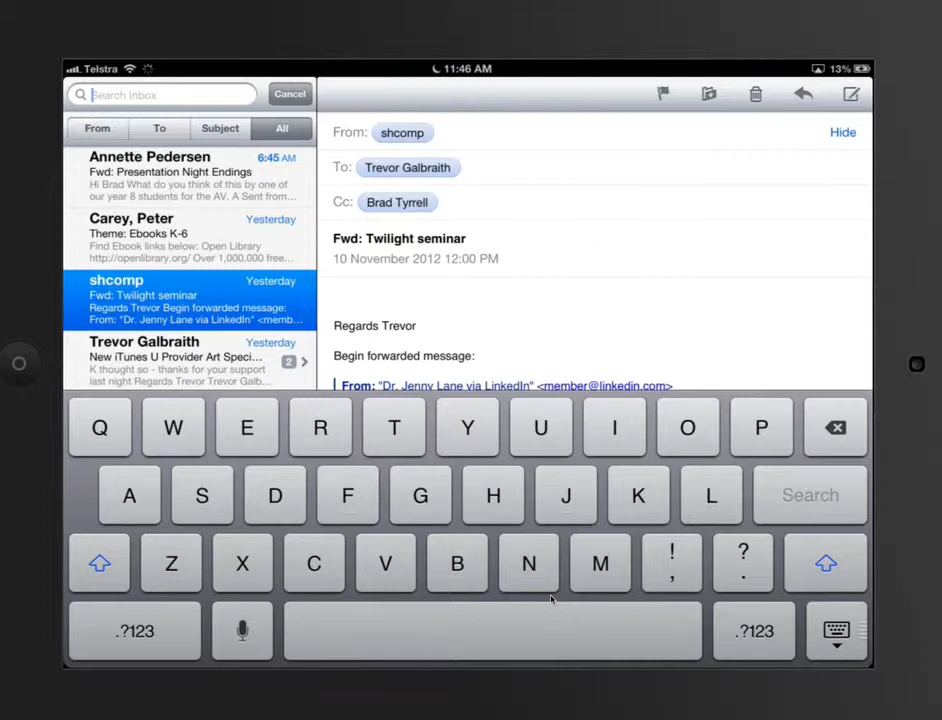 Telstra
11:46 AM
13%
Search Inbox
Cancel
From
To
Subject
All
Annette Pedersen 6:45 AM
Fwd: Presentation Night Endings
Hi Brad What do you think of this by one of
our year 8 students for the AV. A Sent from...
Carey, Peter Yesterday
Theme: Ebooks K-6
Find Ebook links below: Open Library
http://openlibrary.org/ Over 1,000,000 free...
shcomp Yesterday
Fwd: Twilight seminar
Regards Trevor Begin forwarded message:
From: "Dr. Jenny Lane via LinkedIn" <memb...
Trevor Galbraith Yesterday
New iTunes U Provider Art Speci... 2
K thought so - thanks for your support
last night Regards Trevor Trevor Galb...
From: shcomp
Hide
To: Trevor Galbraith
Cc: Brad Tyrrell
Fwd: Twilight seminar
10 November 2012 12:00 PM
Regards Trevor
Begin forwarded message:
From: "Dr. Jenny Lane via LinkedIn" <member@linkedin.com>
Q W E R T Y U I O P
A S D F G H J K L Search
Z X C V B N M ! , ? .
.?123 .?123